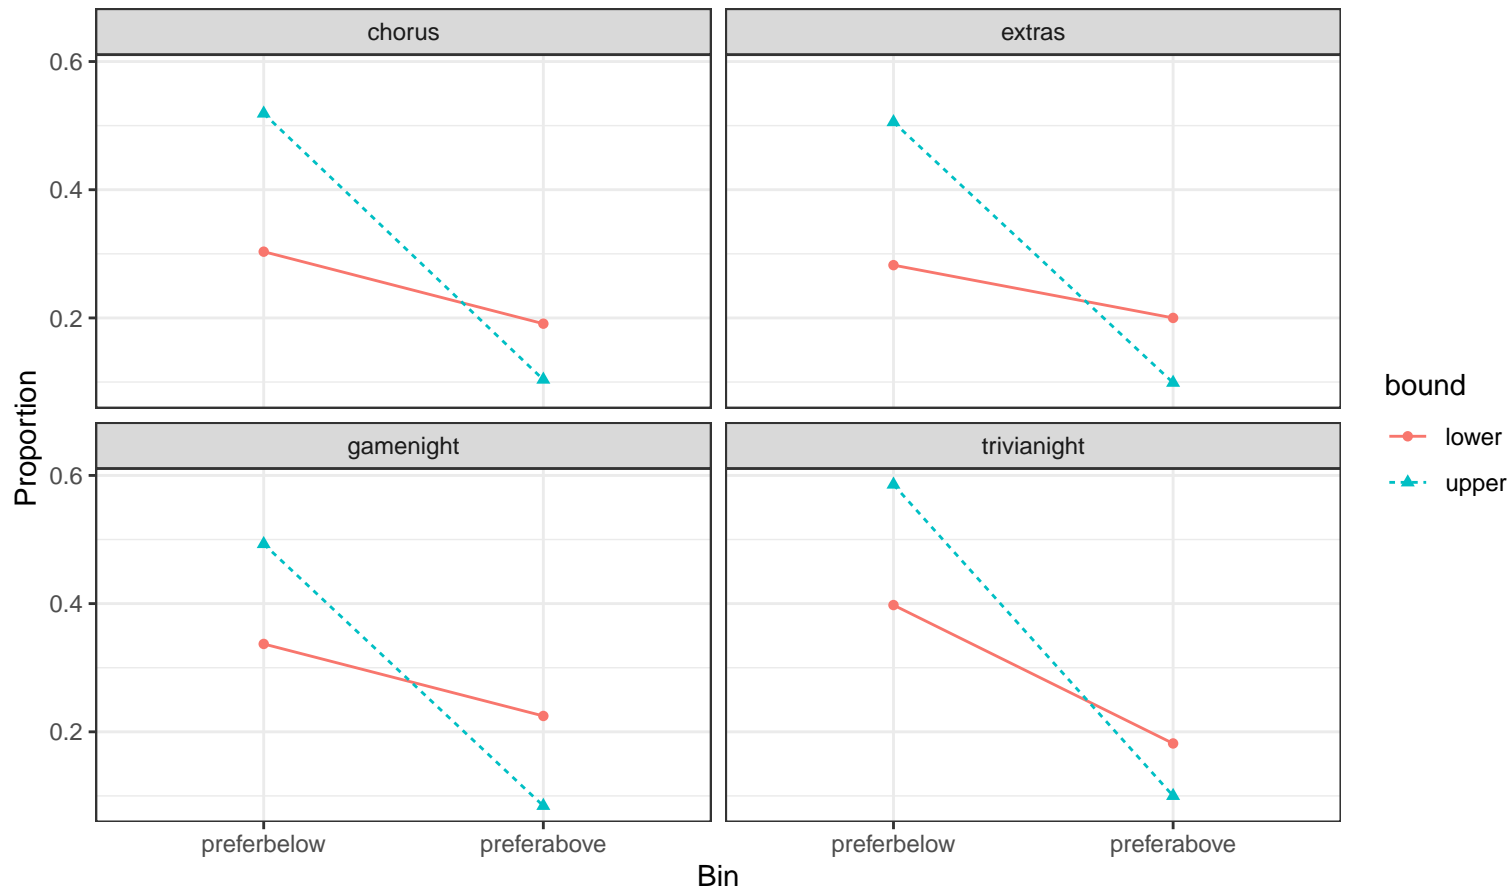 chorus
extras
0.6
0.4
0.2
gamenight
trivianight
0.6
0.4
0.2
Proportion
preferbelow
preferabove
preferbelow
preferabove
Bin
bound
lower
upper